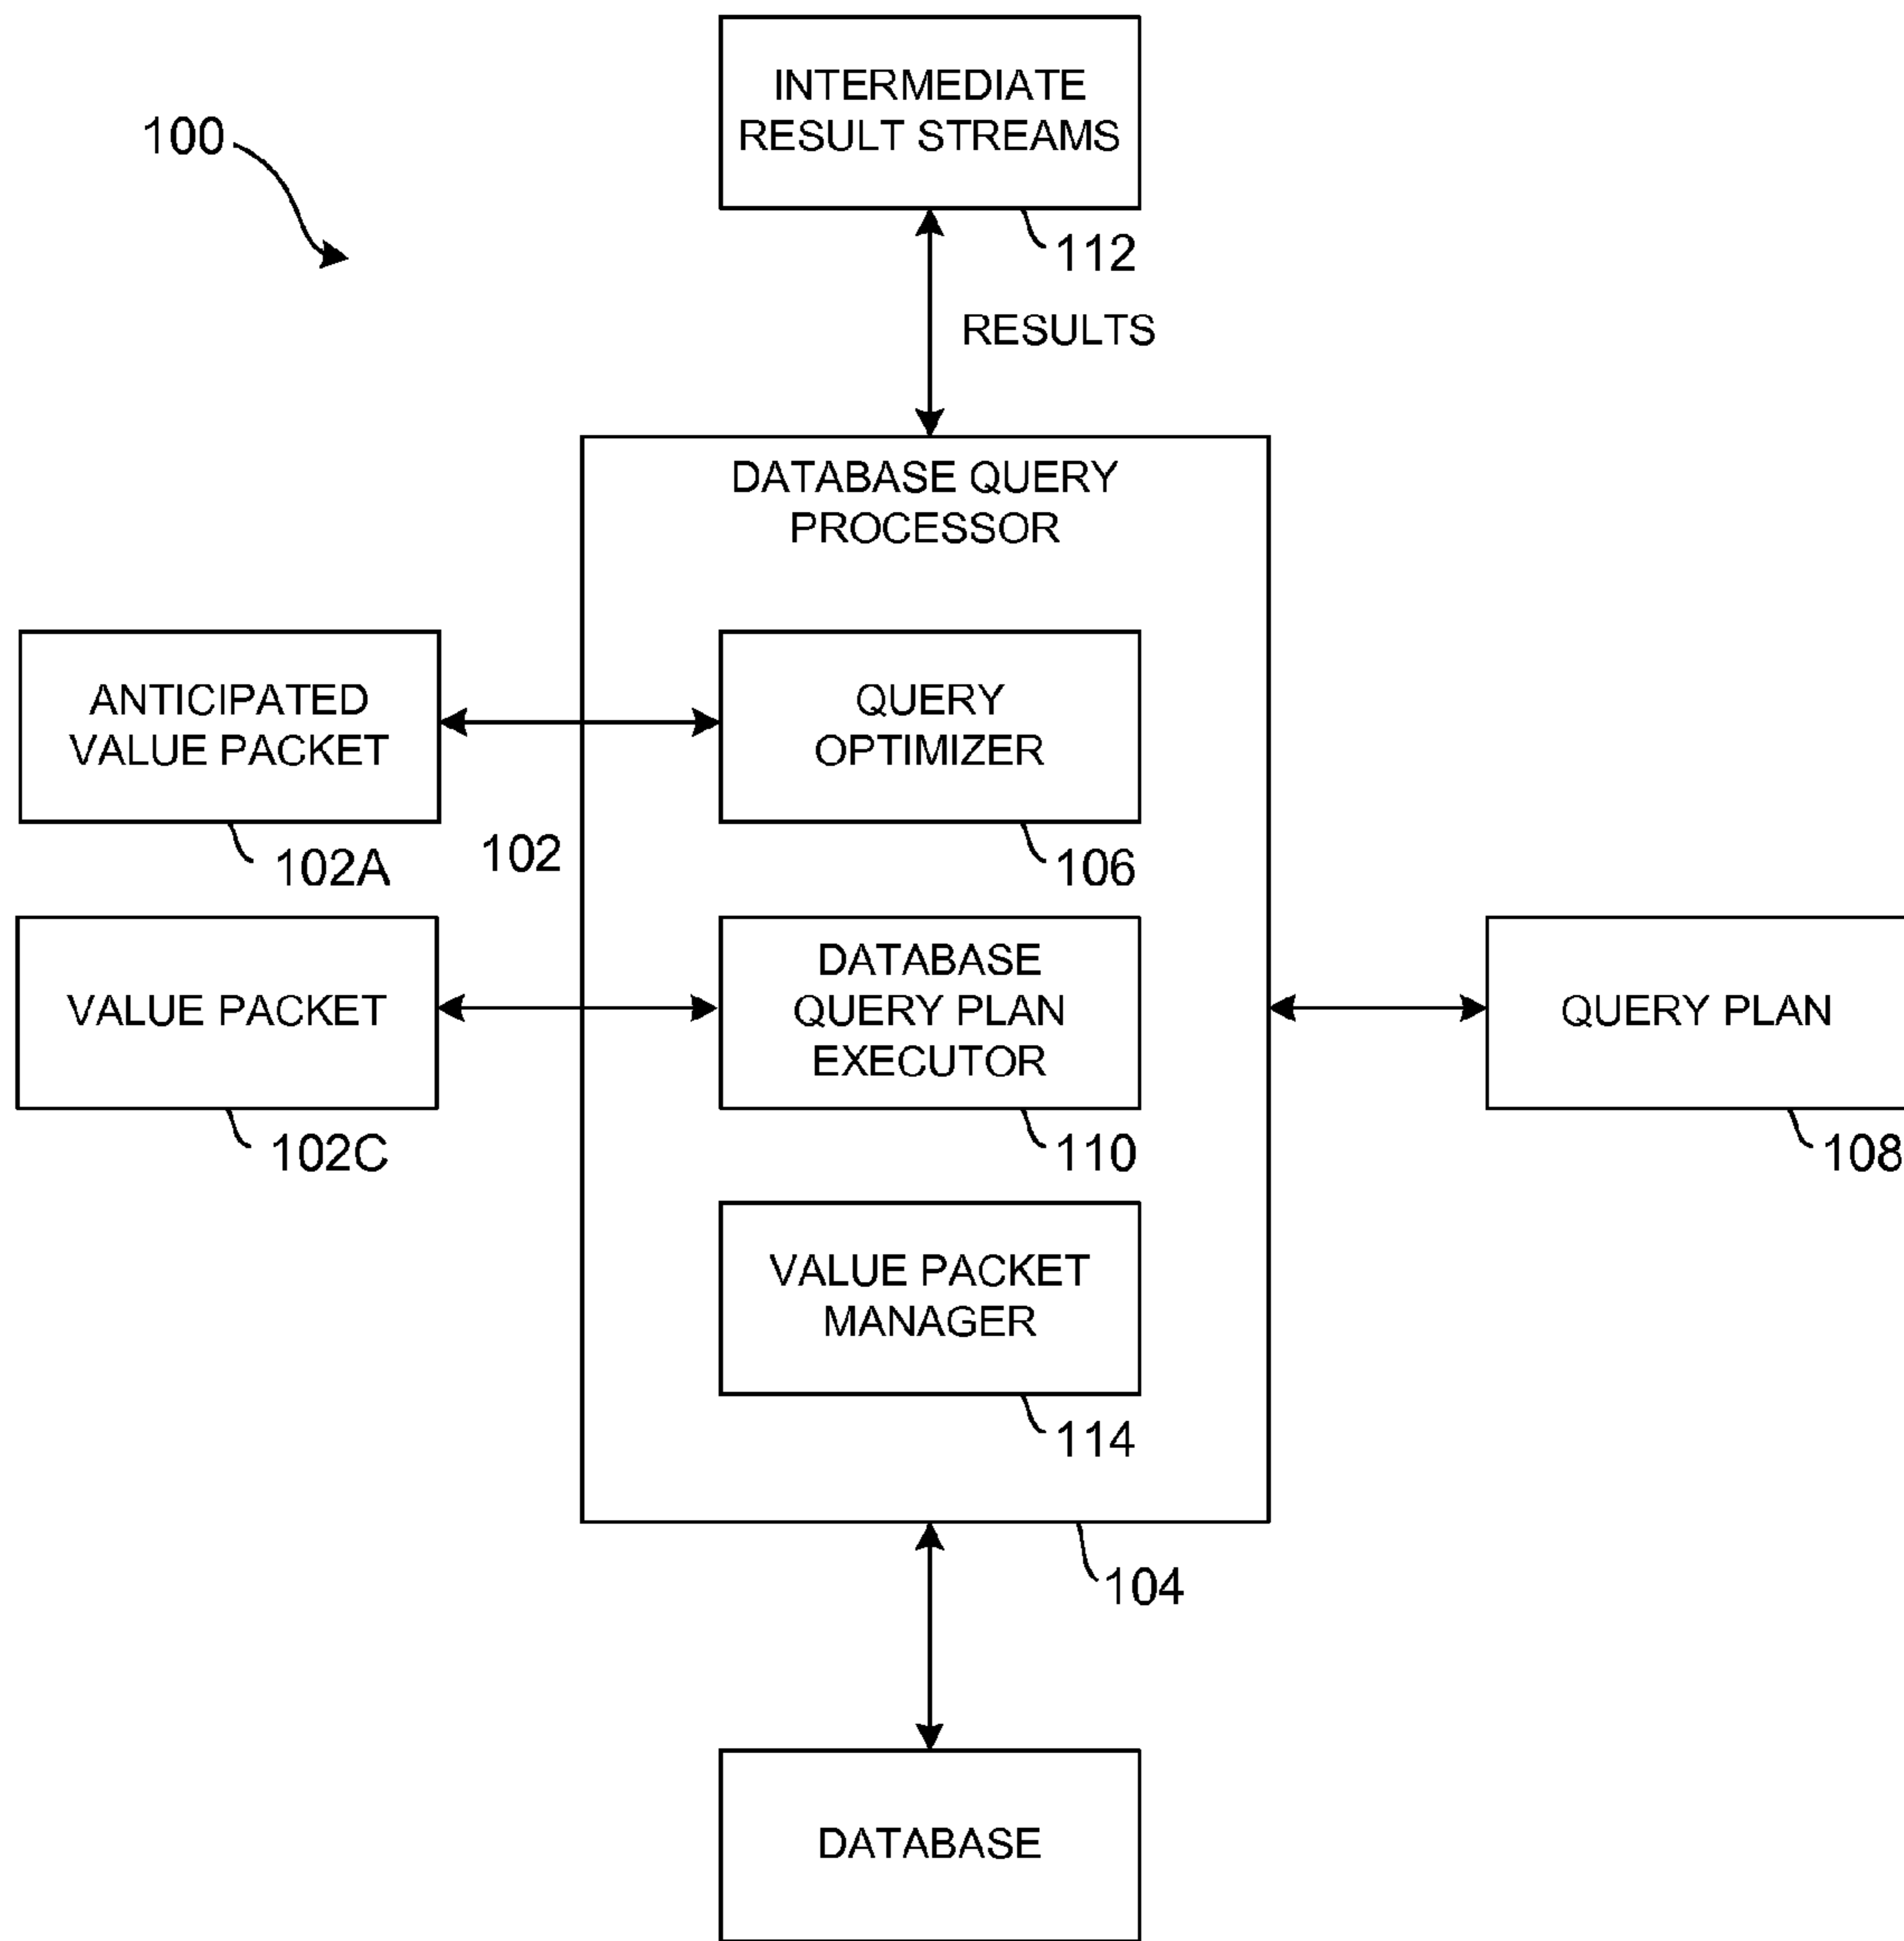 INTERMEDIATE
RESULT STREAMS
100
112
RESULTS
DATABASE QUERY
PROCESSOR
ANTICIPATED
VALUE PACKET
QUERY
OPTIMIZER
102A
102
106
VALUE PACKET
DATABASE
QUERY PLAN
EXECUTOR
QUERY PLAN
102C
110
108
VALUE PACKET
MANAGER
114
104
DATABASE